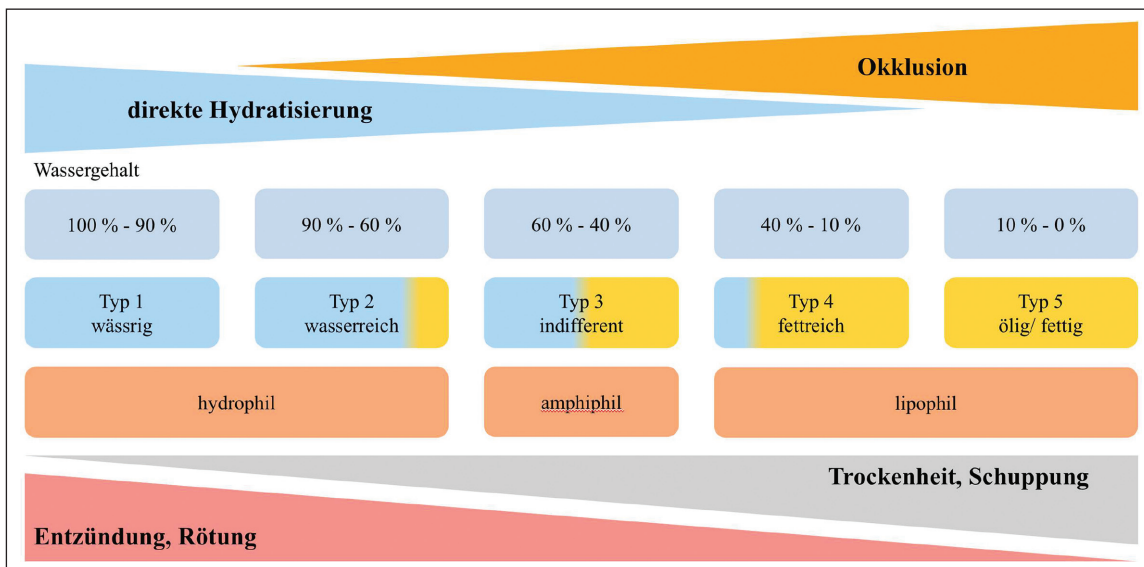 Okklusion
direkte Hydratisierung
Wassergehalt
100 % - 90 %
90 % - 60 %
60 % - 40 %
40 % - 10 %
10 % - 0 %
Typ 1
wässrig
Typ 2
wasserreich
Typ 3
indifferent
Typ 4
fettreich
Typ 5
ölig/ fettig
hydrophil
amphiphil
lipophil
Trockenheit, Schuppung
Entzündung, Rötung